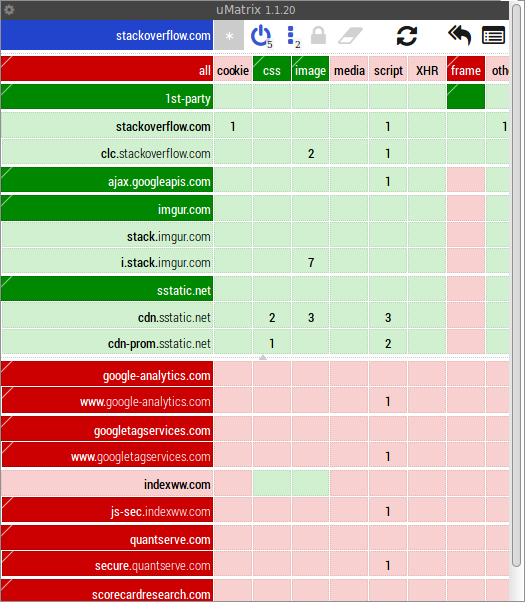 uMatrix 1.1.20
stackoverflow.com * 5 2
all cookie css image media script XHR frame oth
1st-party
stackoverflow.com 1 1 1
clc.stackoverflow.com 2 1
ajax.googleapis.com 1
imgur.com
stack.imgur.com
i.stack.imgur.com 7
sstatic.net
cdn.sstatic.net 2 3 3
cdn-prom.sstatic.net 1 2
google-analytics.com
www.google-analytics.com 1
googletagservices.com
www.googletagservices.com 1
indexww.com
js-sec.indexww.com 1
quantserve.com
secure.quantserve.com 1
scorecardresearch.com